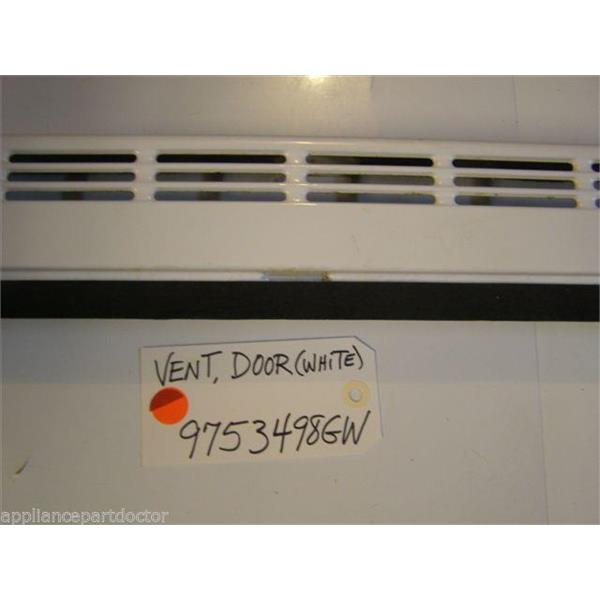 VENT, DOOR (WHITE)
9753498GW
appliancepartdoctor